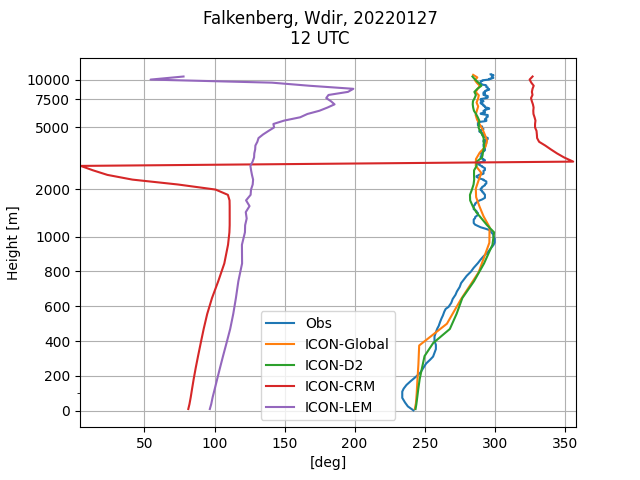 Falkenberg, Wdir, 20220127
12 UTC
Height [m]
10000
7500
5000
2000
1000
800
600
400
200
0
Obs
ICON-Global
ICON-D2
ICON-CRM
ICON-LEM
50
100
150
200
250
300
350
[deg]